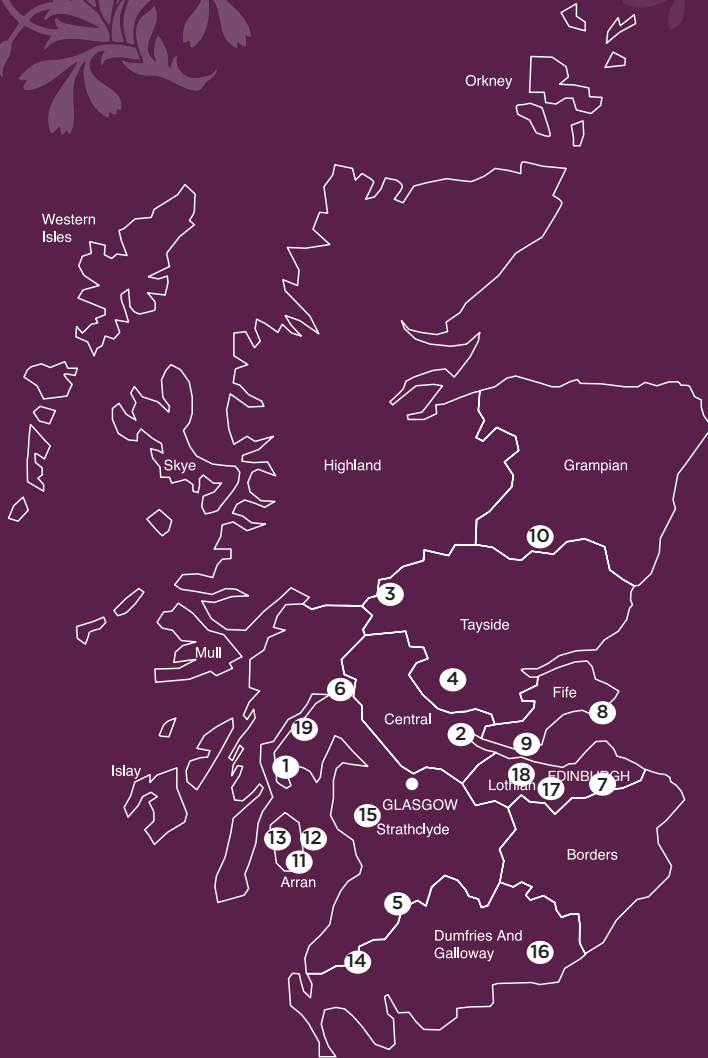 Orkney
Western
Isles
Skye
Highland
Grampian
10
3
Tayside
Mull
4
6
Fife
8
Central
19
2
9
1
Islay
18
EDINBURGH
Lothian
17
7
GLASGOW
15
Strathclyde
13
12
11
Borders
Arran
5
Dumfries And
Galloway
16
14